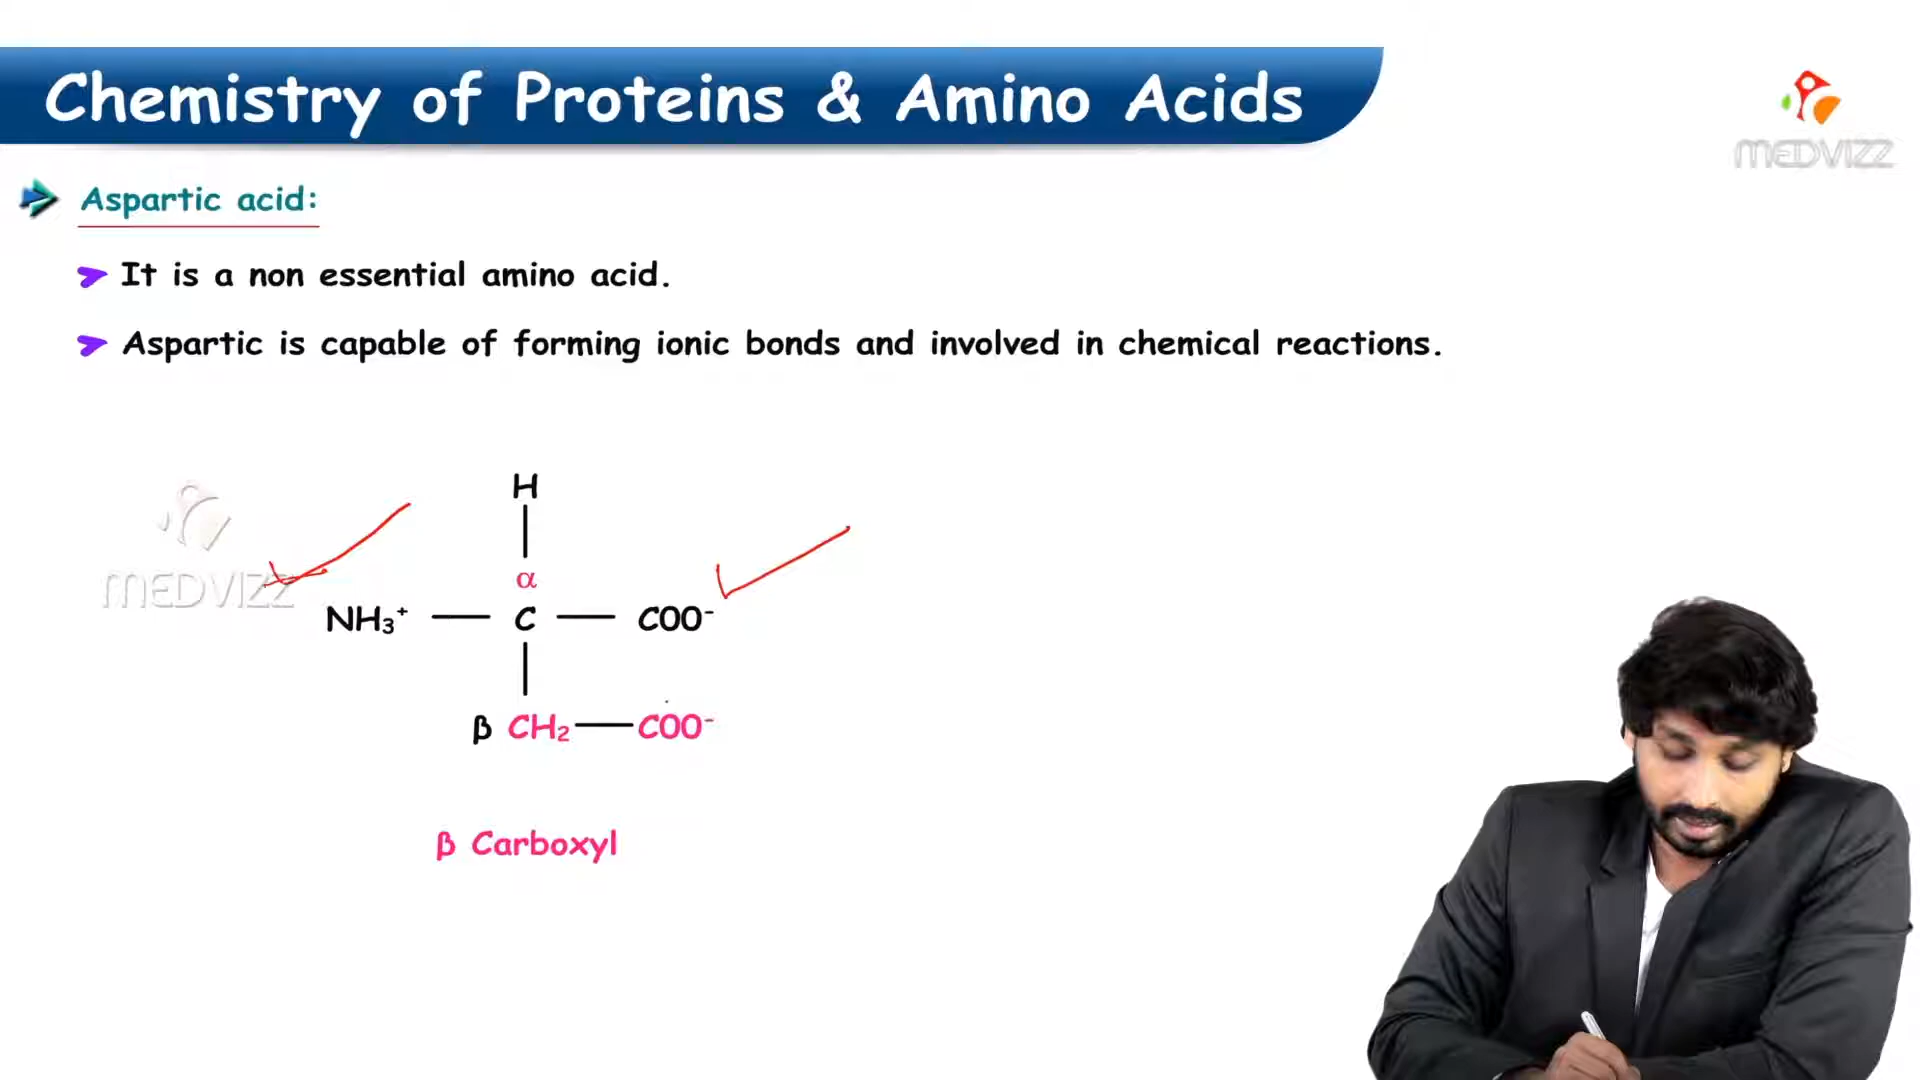 Chemistry of Proteins & Amino Acids
MEDVIZZ
Aspartic acid:
It is a non essential amino acid.
Aspartic is capable of forming ionic bonds and involved in chemical reactions.
H
α
MEDVIZZ
NH₃⁺ C COO⁻
β CH₂ COO⁻
β Carboxyl